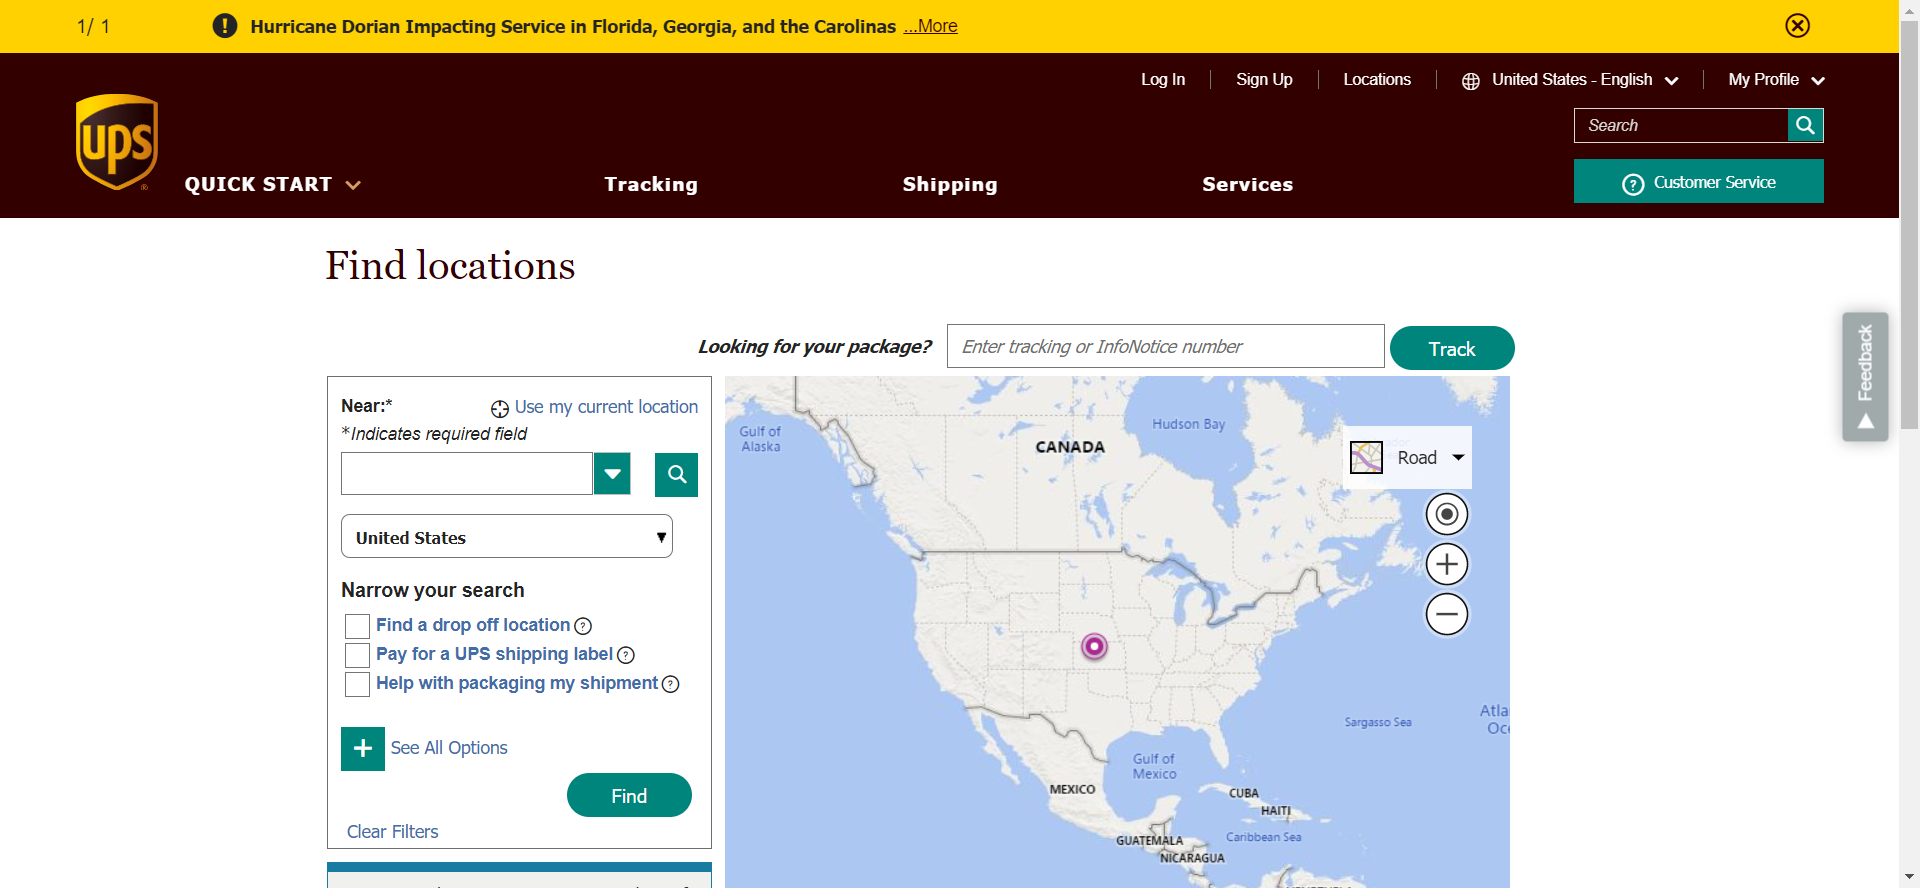 1/ 1
Hurricane Dorian Impacting Service in Florida, Georgia, and the Carolinas ...More
Log In
Sign Up
Locations
United States - English
My Profile
ups
Search
QUICK START
Tracking
Shipping
Services
Customer Service
Find locations
Feedback
Looking for your package?
Enter tracking or InfoNotice number
Track
Near:*
Use my current location
*Indicates required field
United States
Narrow your search
Find a drop off location
Pay for a UPS shipping label
Help with packaging my shipment
See All Options
Find
Clear Filters
Gulf of
Alaska
CANADA
Hudson Bay
Road
Sargasso Sea
Gulf of
Mexico
MEXICO
CUBA
HAITI
GUATEMALA
Caribbean Sea
NICARAGUA